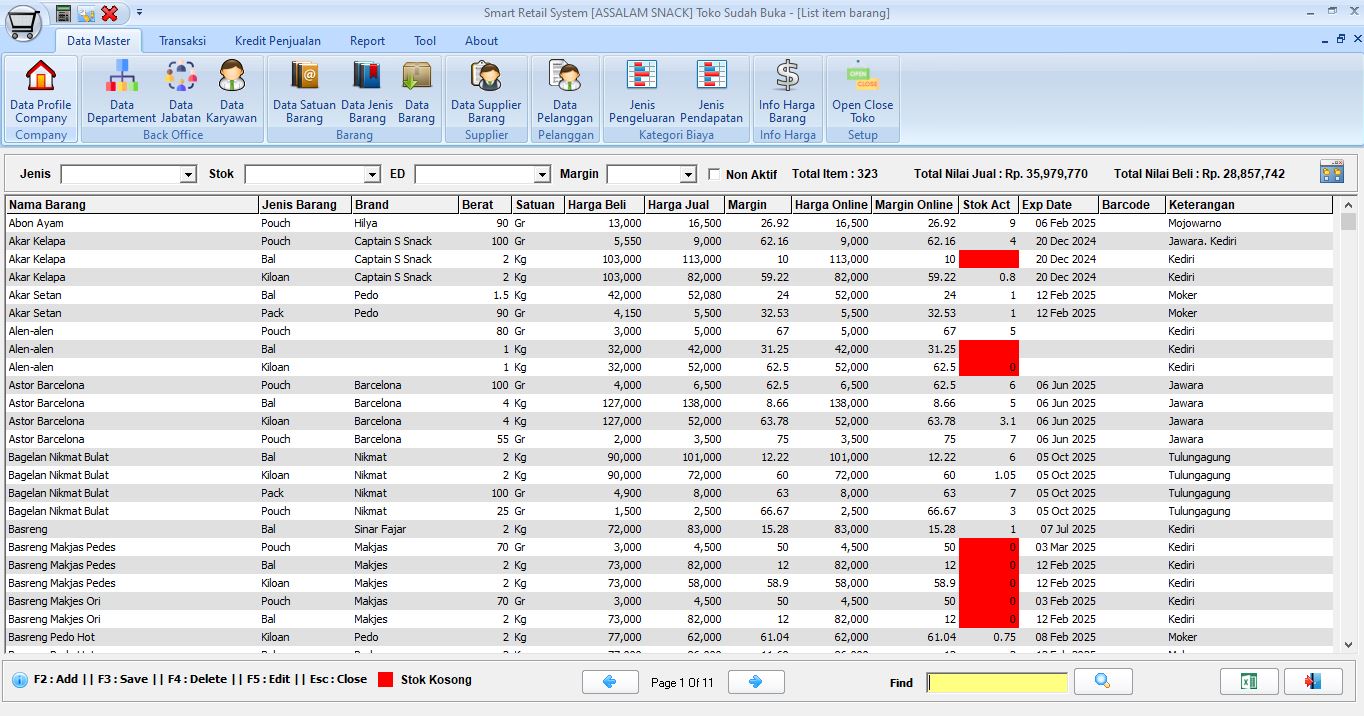 Smart Retail System [ASSALAM SNACK] Toko Sudah Buka - [List item barang]
Data Master Transaksi Kredit Penjualan Report Tool About
Data Profile Company Data Departement Data Jabatan Data Karyawan Data Satuan Barang Data Jenis Barang Data Barang Data Supplier Barang Data Pelanggan Jenis Pengeluaran Jenis Pendapatan Info Harga Barang OPEN CLOSE Open Close Toko
Company Back Office Barang Supplier Pelanggan Kategori Biaya Info Harga Setup
Jenis Stok ED Margin Non Aktif Total Item : 323 Total Nilai Jual : Rp. 35,979,770 Total Nilai Beli : Rp. 28,857,742
Nama Barang Jenis Barang Brand Berat Satuan Harga Beli Harga Jual Margin Harga Online Margin Online Stok Act Exp Date Barcode Keterangan
Abon Ayam Pouch Hilya 90 Gr 13,000 16,500 26.92 16,500 26.92 9 06 Feb 2025 Mojowarno
Akar Kelapa Pouch Captain S Snack 100 Gr 5,550 9,000 62.16 9,000 62.16 4 20 Dec 2024 Jawara. Kediri
Akar Kelapa Bal Captain S Snack 2 Kg 103,000 113,000 10 113,000 10 20 Dec 2024 Kediri
Akar Kelapa Kiloan Captain S Snack 2 Kg 103,000 82,000 59.22 82,000 59.22 0.8 20 Dec 2024 Kediri
Akar Setan Bal Pedo 1.5 Kg 42,000 52,080 24 52,000 24 1 12 Feb 2025 Moker
Akar Setan Pack Pedo 90 Gr 4,150 5,500 32.53 5,500 32.53 1 12 Feb 2025 Moker
Alen-alen Pouch 80 Gr 3,000 5,000 67 5,000 67 5 Kediri
Alen-alen Bal 1 Kg 32,000 42,000 31.25 42,000 31.25 Kediri
Alen-alen Kiloan 1 Kg 32,000 52,000 62.5 52,000 62.5 0 Kediri
Astor Barcelona Pouch Barcelona 100 Gr 4,000 6,500 62.5 6,500 62.5 6 06 Jun 2025 Jawara
Astor Barcelona Bal Barcelona 4 Kg 127,000 138,000 8.66 138,000 8.66 5 06 Jun 2025 Jawara
Astor Barcelona Kiloan Barcelona 4 Kg 127,000 52,000 63.78 52,000 63.78 3.1 06 Jun 2025 Jawara
Astor Barcelona Pouch Barcelona 55 Gr 2,000 3,500 75 3,500 75 7 06 Jun 2025 Jawara
Bagelan Nikmat Bulat Bal Nikmat 2 Kg 90,000 101,000 12.22 101,000 12.22 6 05 Oct 2025 Tulungagung
Bagelan Nikmat Bulat Kiloan Nikmat 2 Kg 90,000 72,000 60 72,000 60 1.05 05 Oct 2025 Tulungagung
Bagelan Nikmat Bulat Pack Nikmat 100 Gr 4,900 8,000 63 8,000 63 7 05 Oct 2025 Tulungagung
Bagelan Nikmat Bulat Pouch Nikmat 25 Gr 1,500 2,500 66.67 2,500 66.67 3 05 Oct 2025 Tulungagung
Basreng Bal Sinar Fajar 2 Kg 72,000 83,000 15.28 83,000 15.28 1 07 Jul 2025 Kediri
Basreng Makjas Pedes Pouch Makjas 70 Gr 3,000 4,500 50 4,500 50 0 03 Mar 2025 Kediri
Basreng Makjas Pedes Bal Makjes 2 Kg 73,000 82,000 12 82,000 12 0 12 Feb 2025 Kediri
Basreng Makjas Pedes Kiloan Makjes 2 Kg 73,000 58,000 58.9 58,000 58.9 0 12 Feb 2025 Kediri
Basreng Makjes Ori Pouch Makjas 70 Gr 3,000 4,500 50 4,500 50 0 03 Feb 2025 Kediri
Basreng Makjes Ori Bal Makjes 2 Kg 73,000 82,000 12 82,000 12 0 12 Feb 2025 Kediri
Basreng Pedo Hot Kiloan Pedo 2 Kg 77,000 62,000 61.04 62,000 61.04 0.75 08 Feb 2025 Moker
F2 : Add || F3 : Save || F4 : Delete || F5 : Edit || Esc : Close Stok Kosong Page 1 Of 11 Find